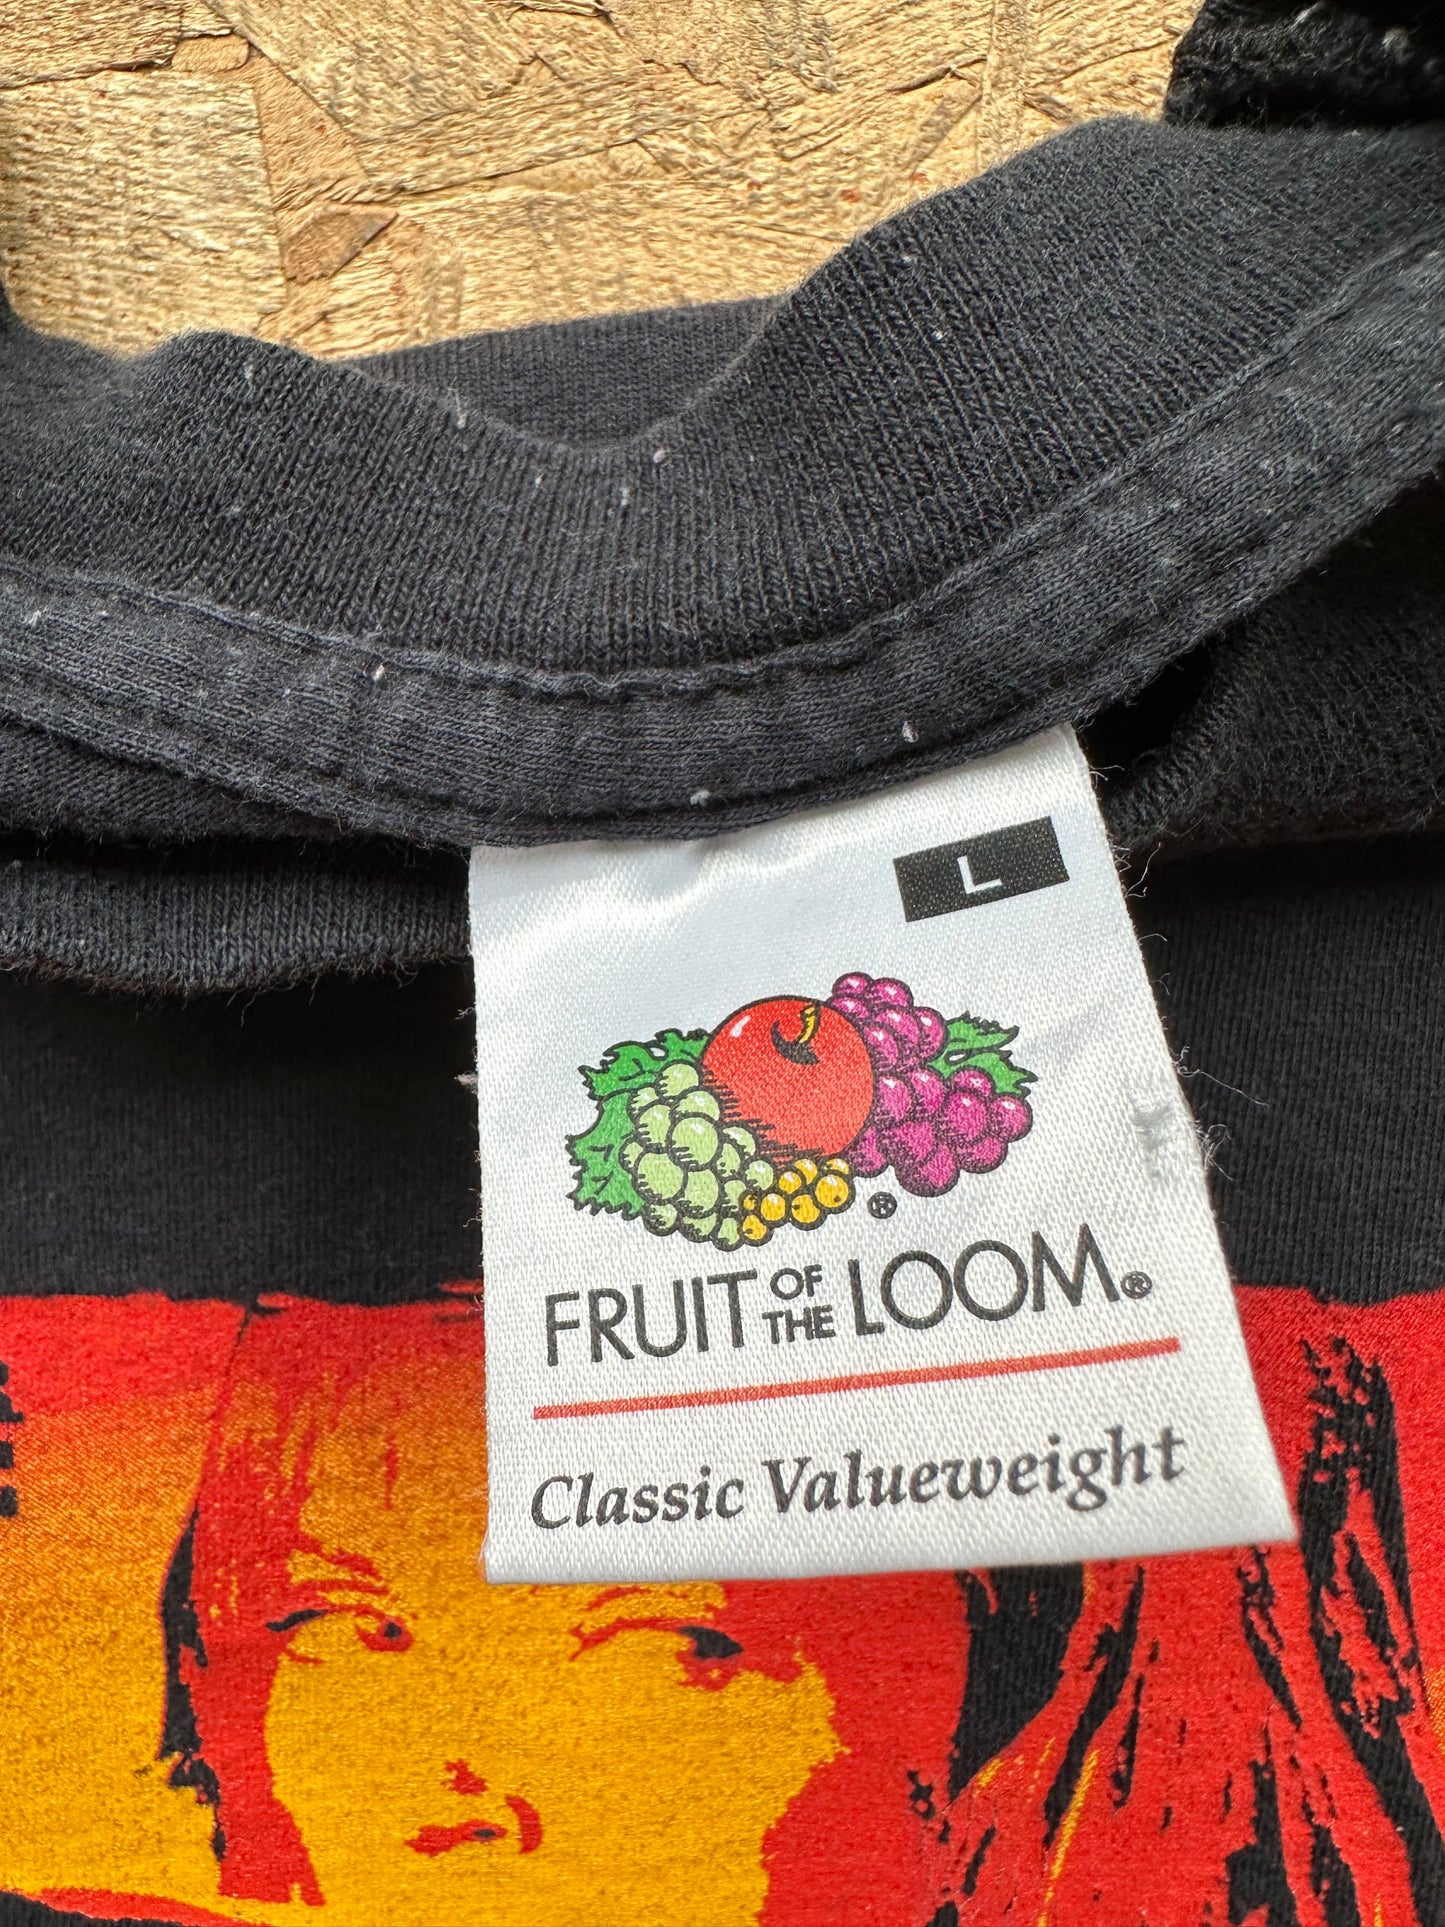 L
®
FRUIT OF THE LOOM®
Classic Valueweight